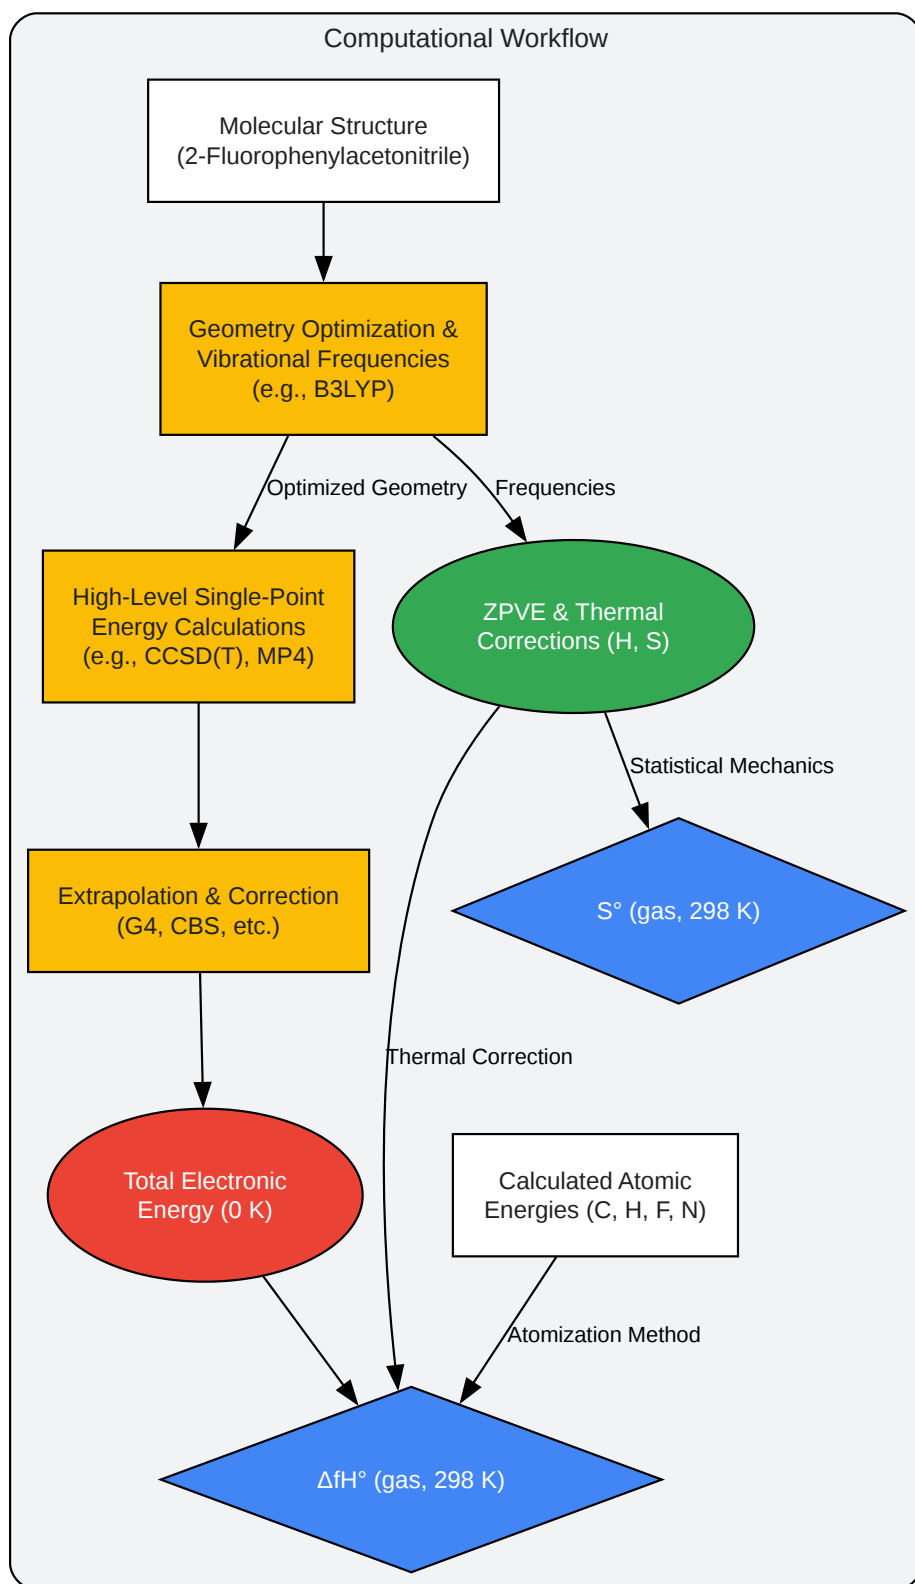 Computational Workflow
Molecular Structure
(2-Fluorophenylacetonitrile)
Geometry Optimization &
Vibrational Frequencies
(e.g., B3LYP)
Optimized Geometry
Frequencies
High-Level Single-Point
Energy Calculations
(e.g., CCSD(T), MP4)
ZPVE & Thermal
Corrections (H, S)
Statistical Mechanics
Extrapolation & Correction
(G4, CBS, etc.)
S° (gas, 298 K)
Thermal Correction
Total Electronic
Energy (0 K)
Calculated Atomic
Energies (C, H, F, N)
Atomization Method
ΔfH° (gas, 298 K)